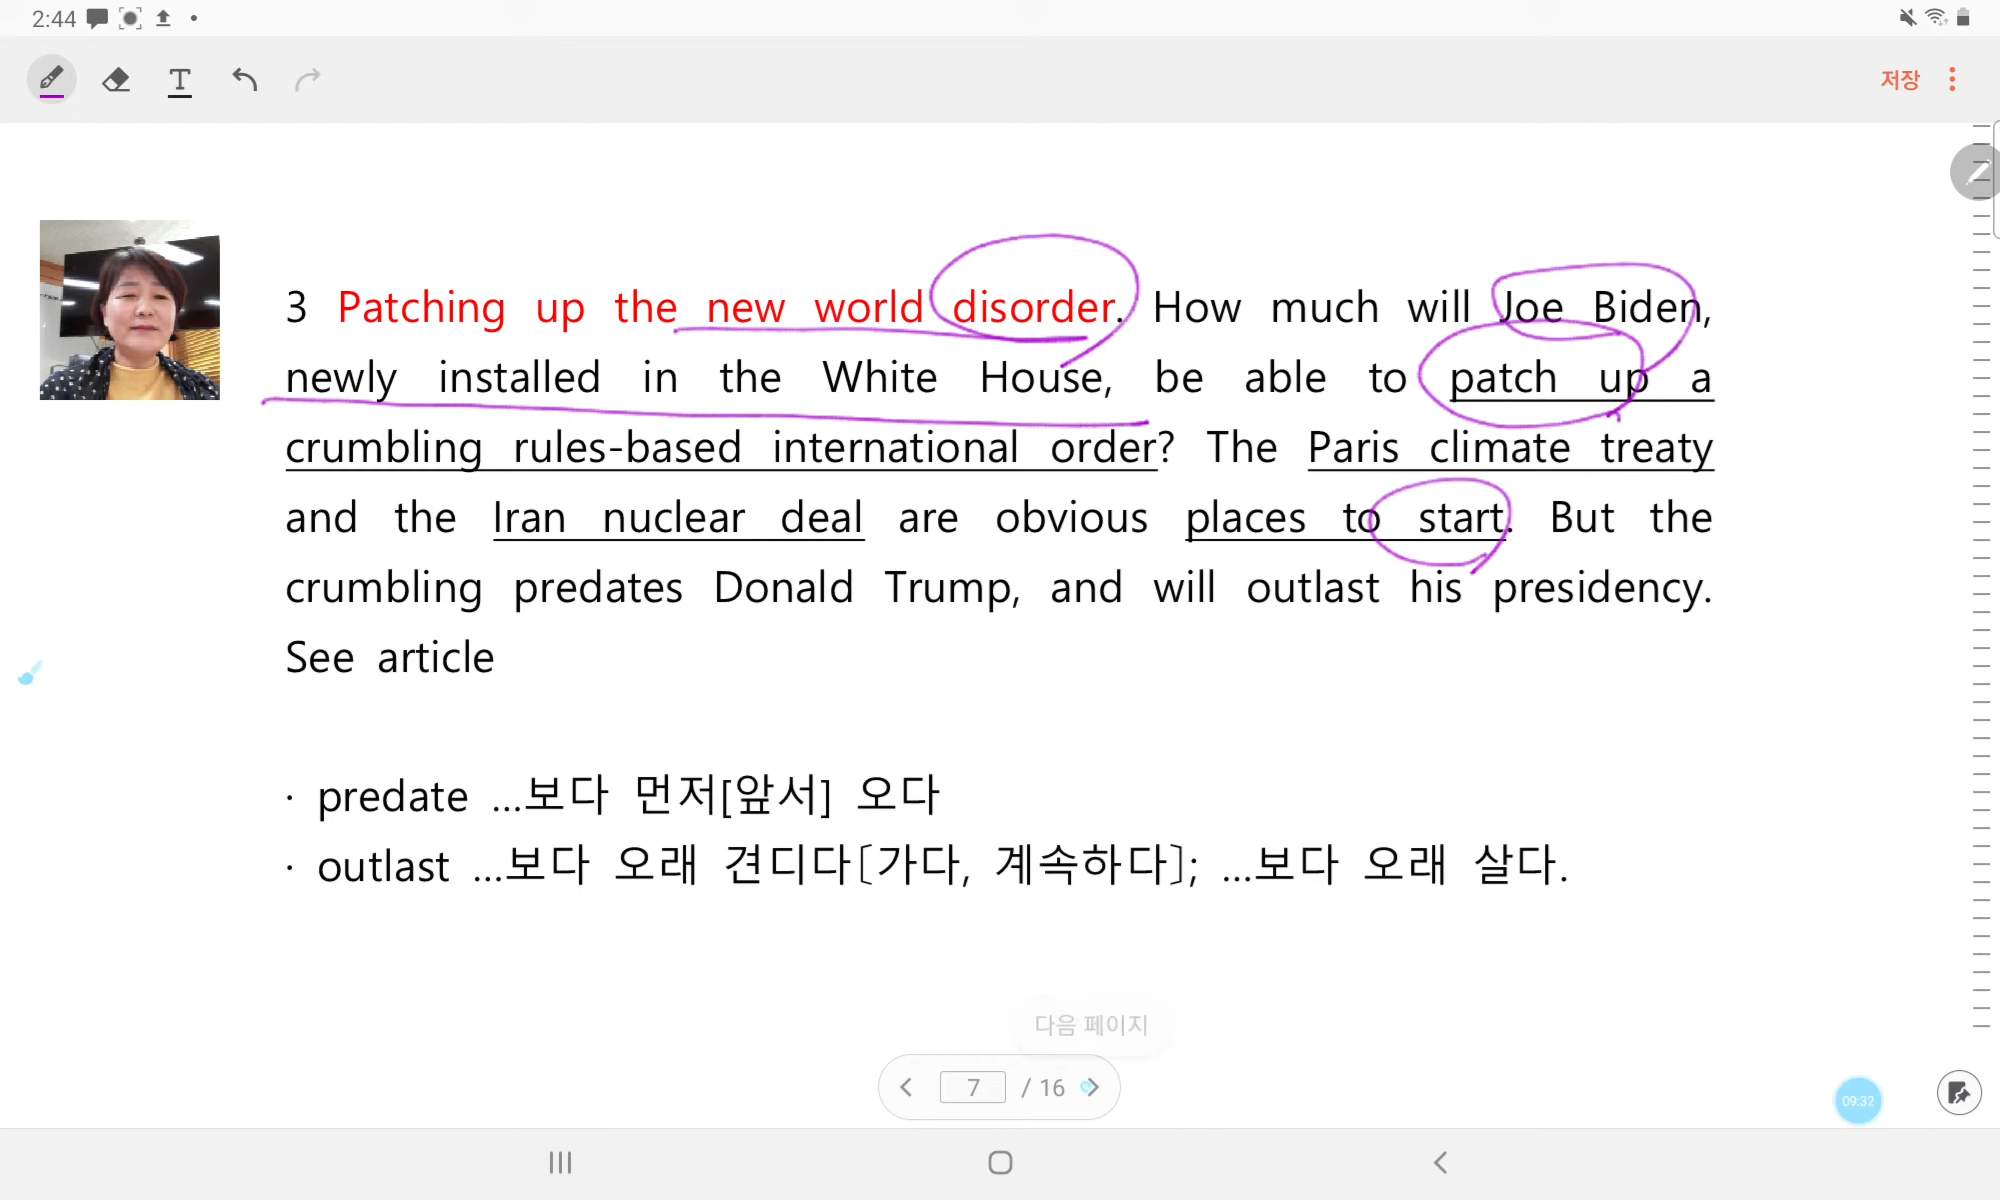 2:44
저장
3 Patching up the new world disorder. How much will Joe Biden,
newly installed in the White House, be able to patch up a
crumbling rules-based international order? The Paris climate treaty
and the Iran nuclear deal are obvious places to start. But the
crumbling predates Donald Trump, and will outlast his presidency.
See article
· predate ...보다 먼저[앞서] 오다
· outlast ...보다 오래 견디다〔가다, 계속하다〕; ...보다 오래 살다.
다음 페이지
7 / 16
09:32